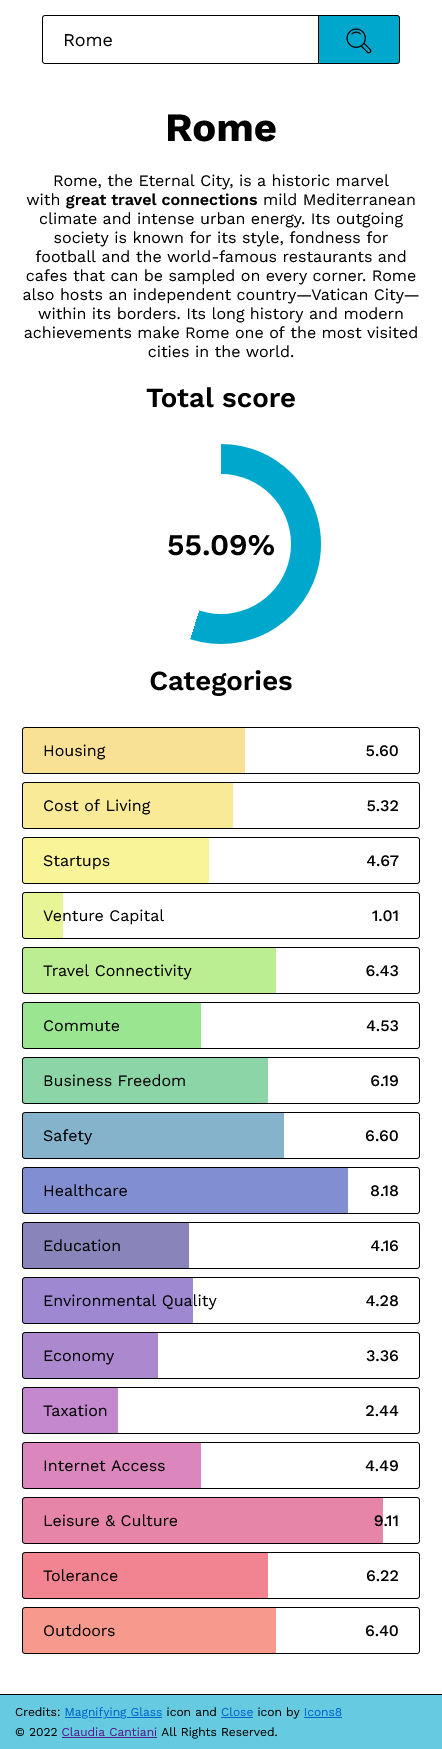 Rome
Rome
Rome, the Eternal City, is a historic marvel
with great travel connections mild Mediterranean
climate and intense urban energy. Its outgoing
society is known for its style, fondness for
football and the world-famous restaurants and
cafes that can be sampled on every corner. Rome
also hosts an independent country—Vatican City—
within its borders. Its long history and modern
achievements make Rome one of the most visited
cities in the world.
Total score
55.09%
Categories
Housing 5.60
Cost of Living 5.32
Startups 4.67
Venture Capital 1.01
Travel Connectivity 6.43
Commute 4.53
Business Freedom 6.19
Safety 6.60
Healthcare 8.18
Education 4.16
Environmental Quality 4.28
Economy 3.36
Taxation 2.44
Internet Access 4.49
Leisure & Culture 9.11
Tolerance 6.22
Outdoors 6.40
Credits: Magnifying Glass icon and Close icon by Icons8
© 2022 Claudia Cantiani All Rights Reserved.